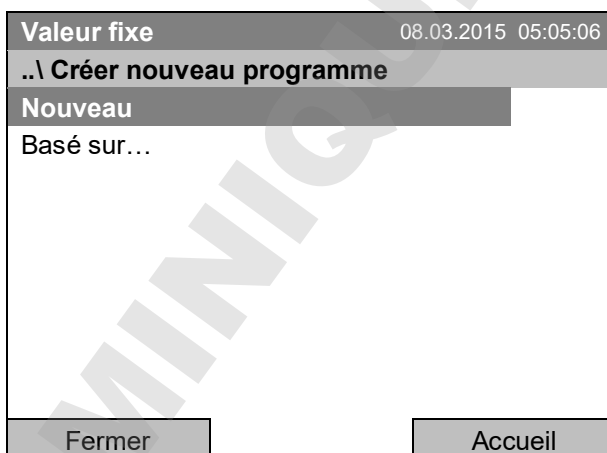 Valeur fixe 08.03.2015 05:05:06
..\ Créer nouveau programme
Nouveau
Basé sur…
Fermer Accueil